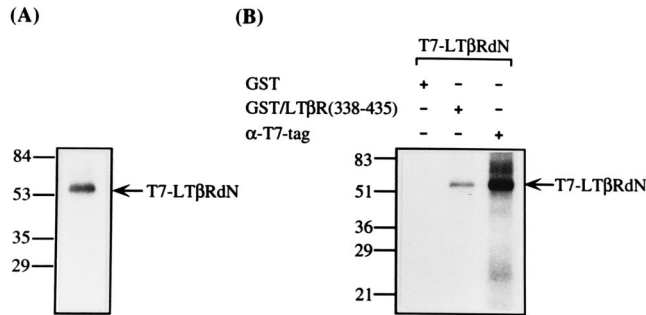 (A)
84
53
35
29
T7-LTβRdN
(B)
T7-LTβRdN
GST + - -
GST/LTβR(338-435) - + -
α-T7-tag - - +
83
51
36
29
21
T7-LTβRdN